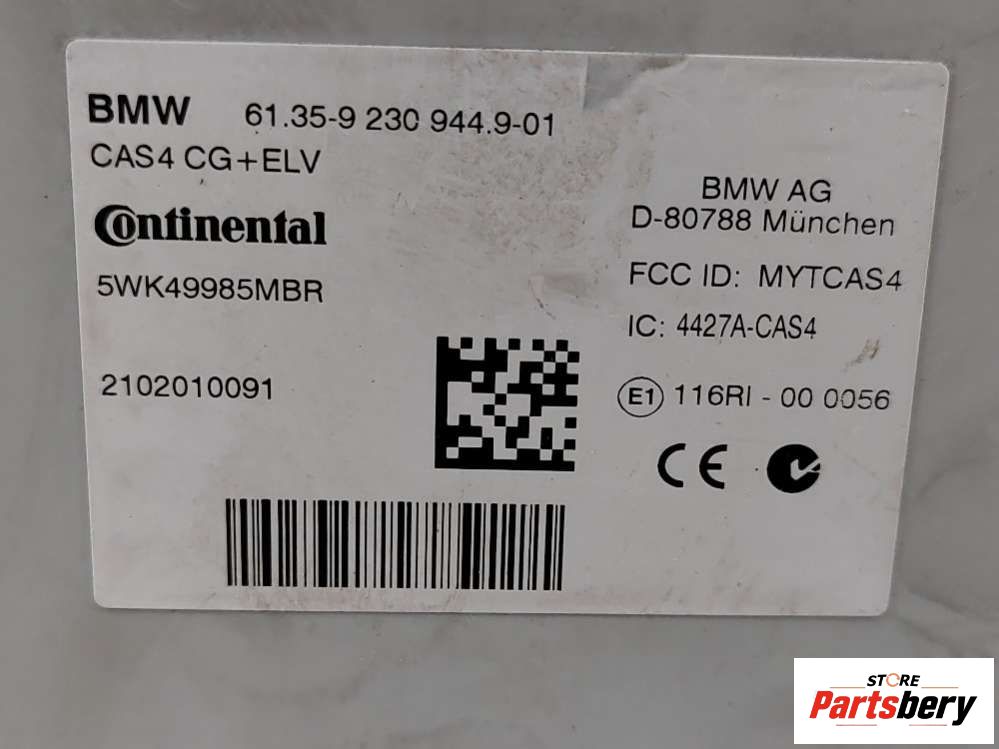 BMW 61.35-9 230 944.9-01
CAS4 CG+ELV
Continental
5WK49985MBR
2102010091
BMW AG
D-80788 München
FCC ID: MYTCAS4
IC: 4427A-CAS4
E1 116RI - 00 0056
CE
STORE
Partsbery